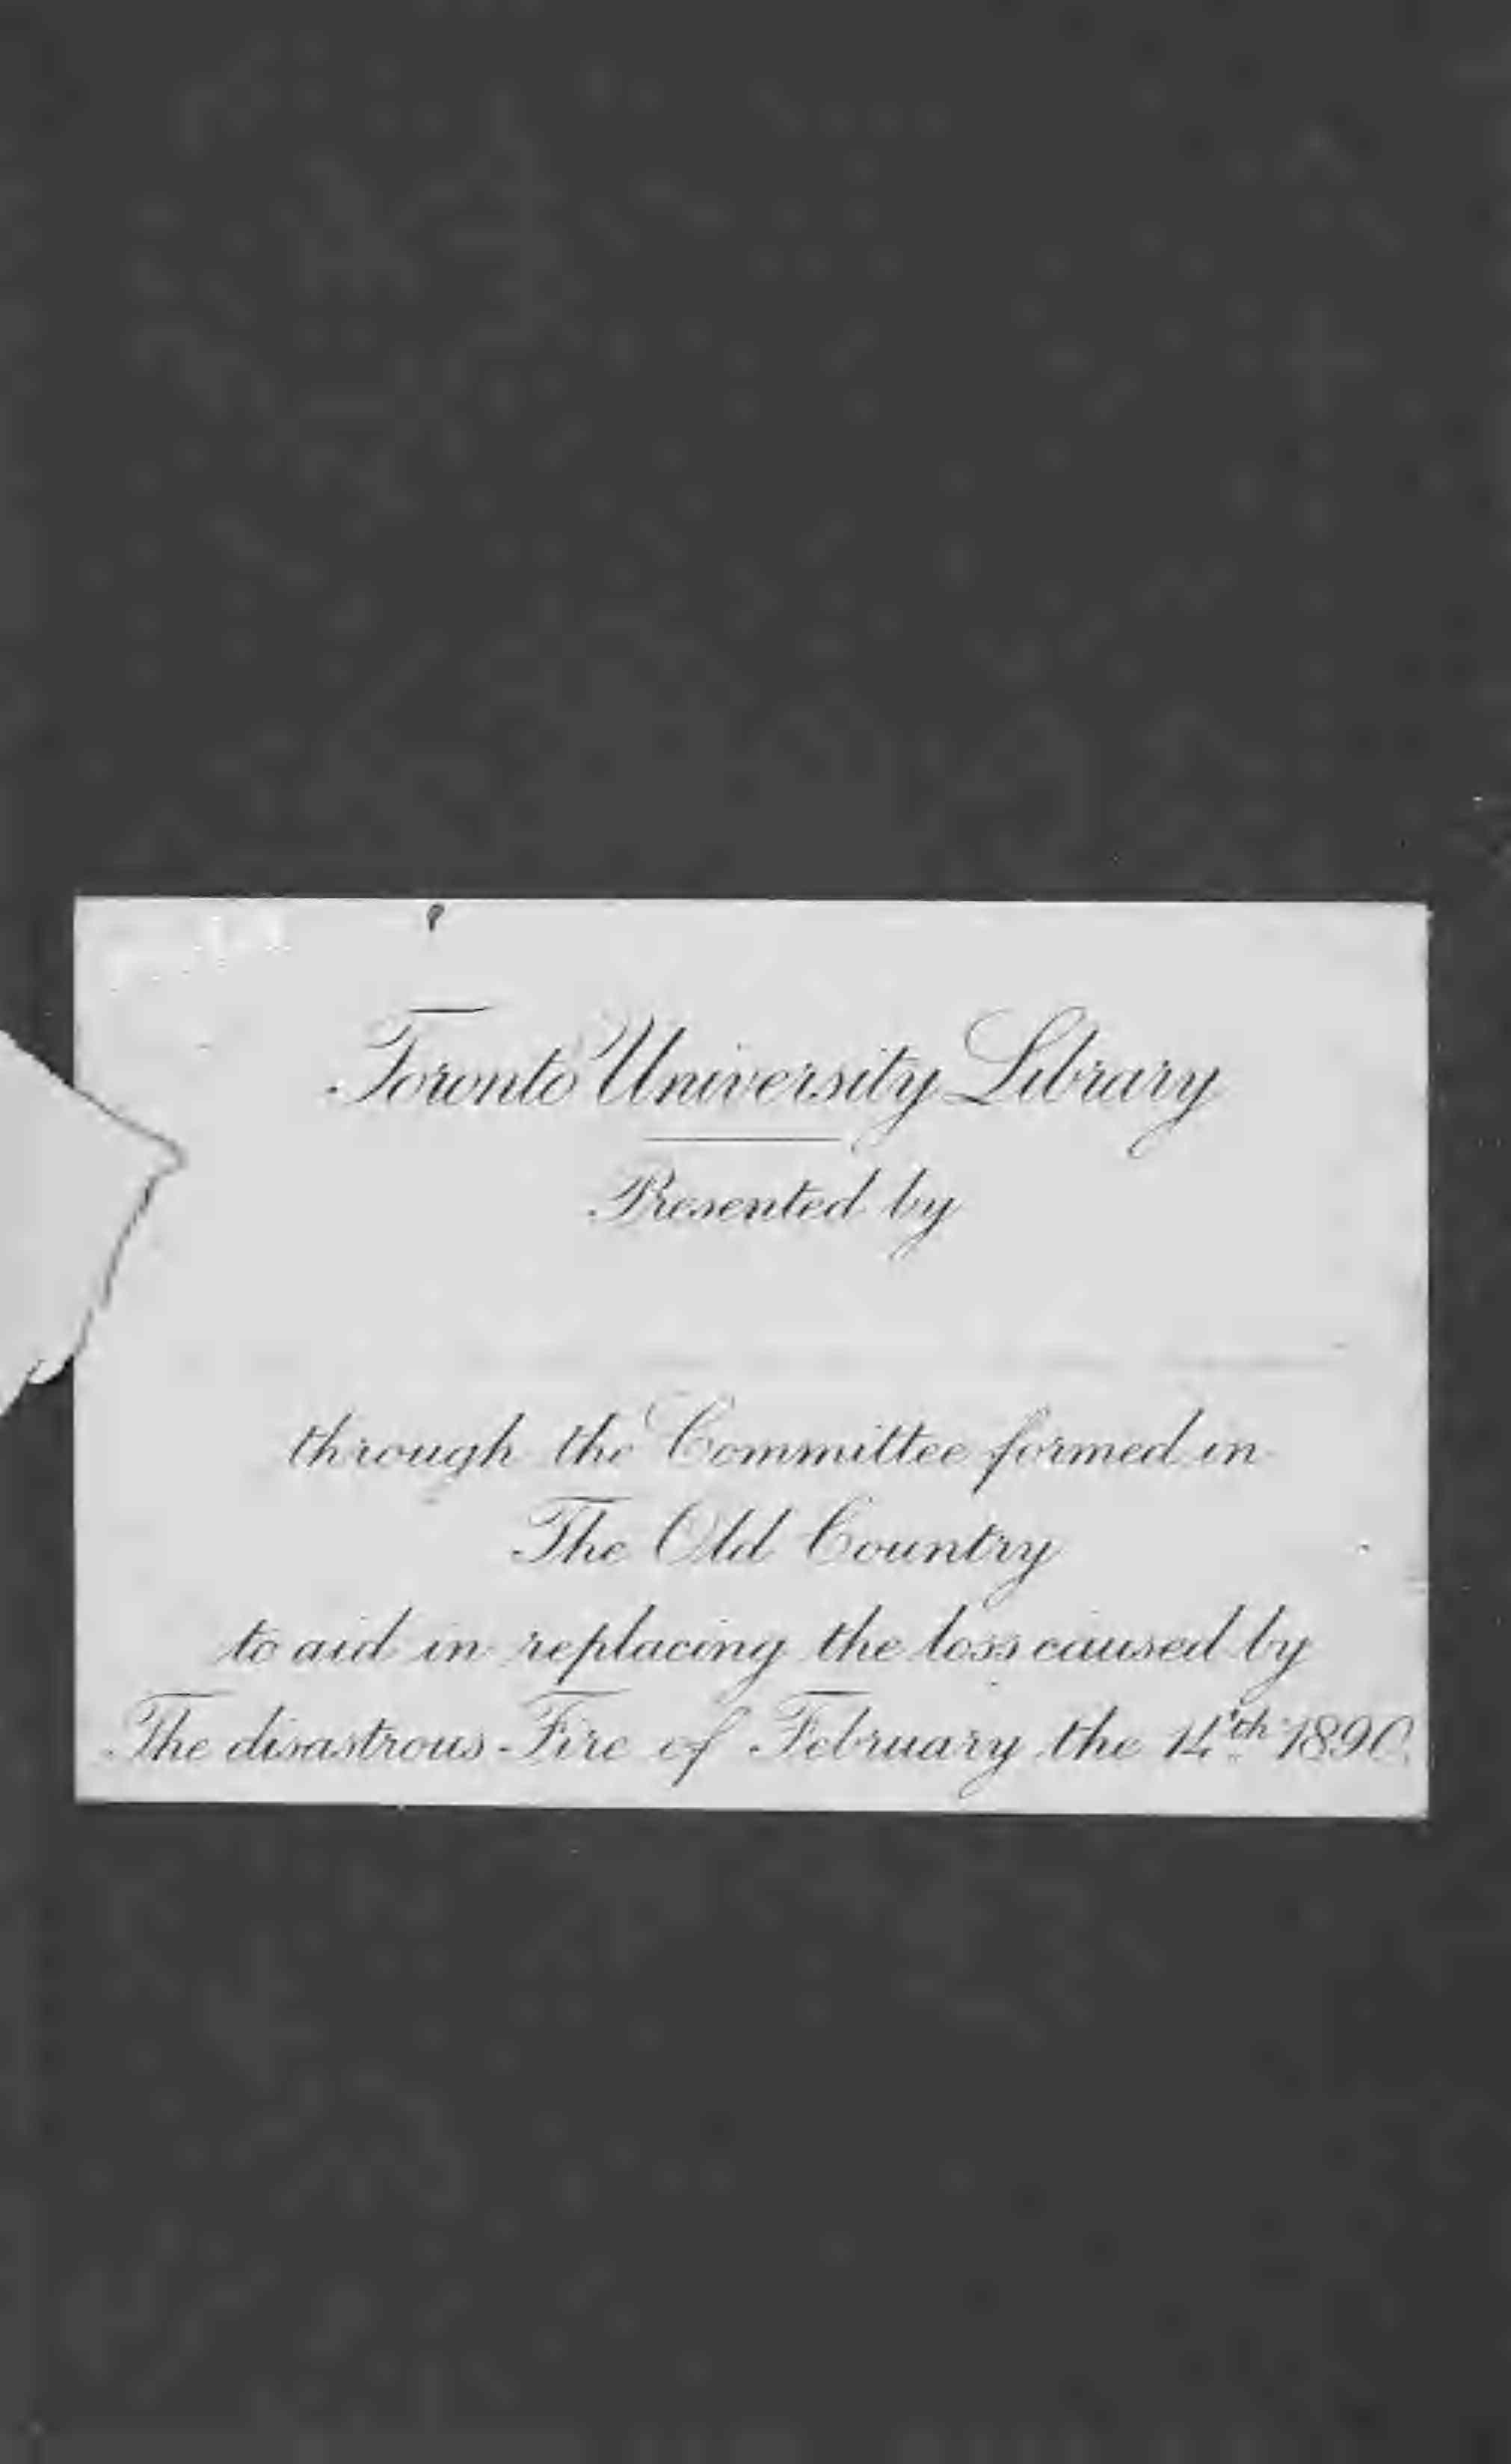 Toronto University Library
Presented by
through the Committee formed in
The Old Country
to aid in replacing the loss caused by
The disastrous Fire of February the 14th 1890.